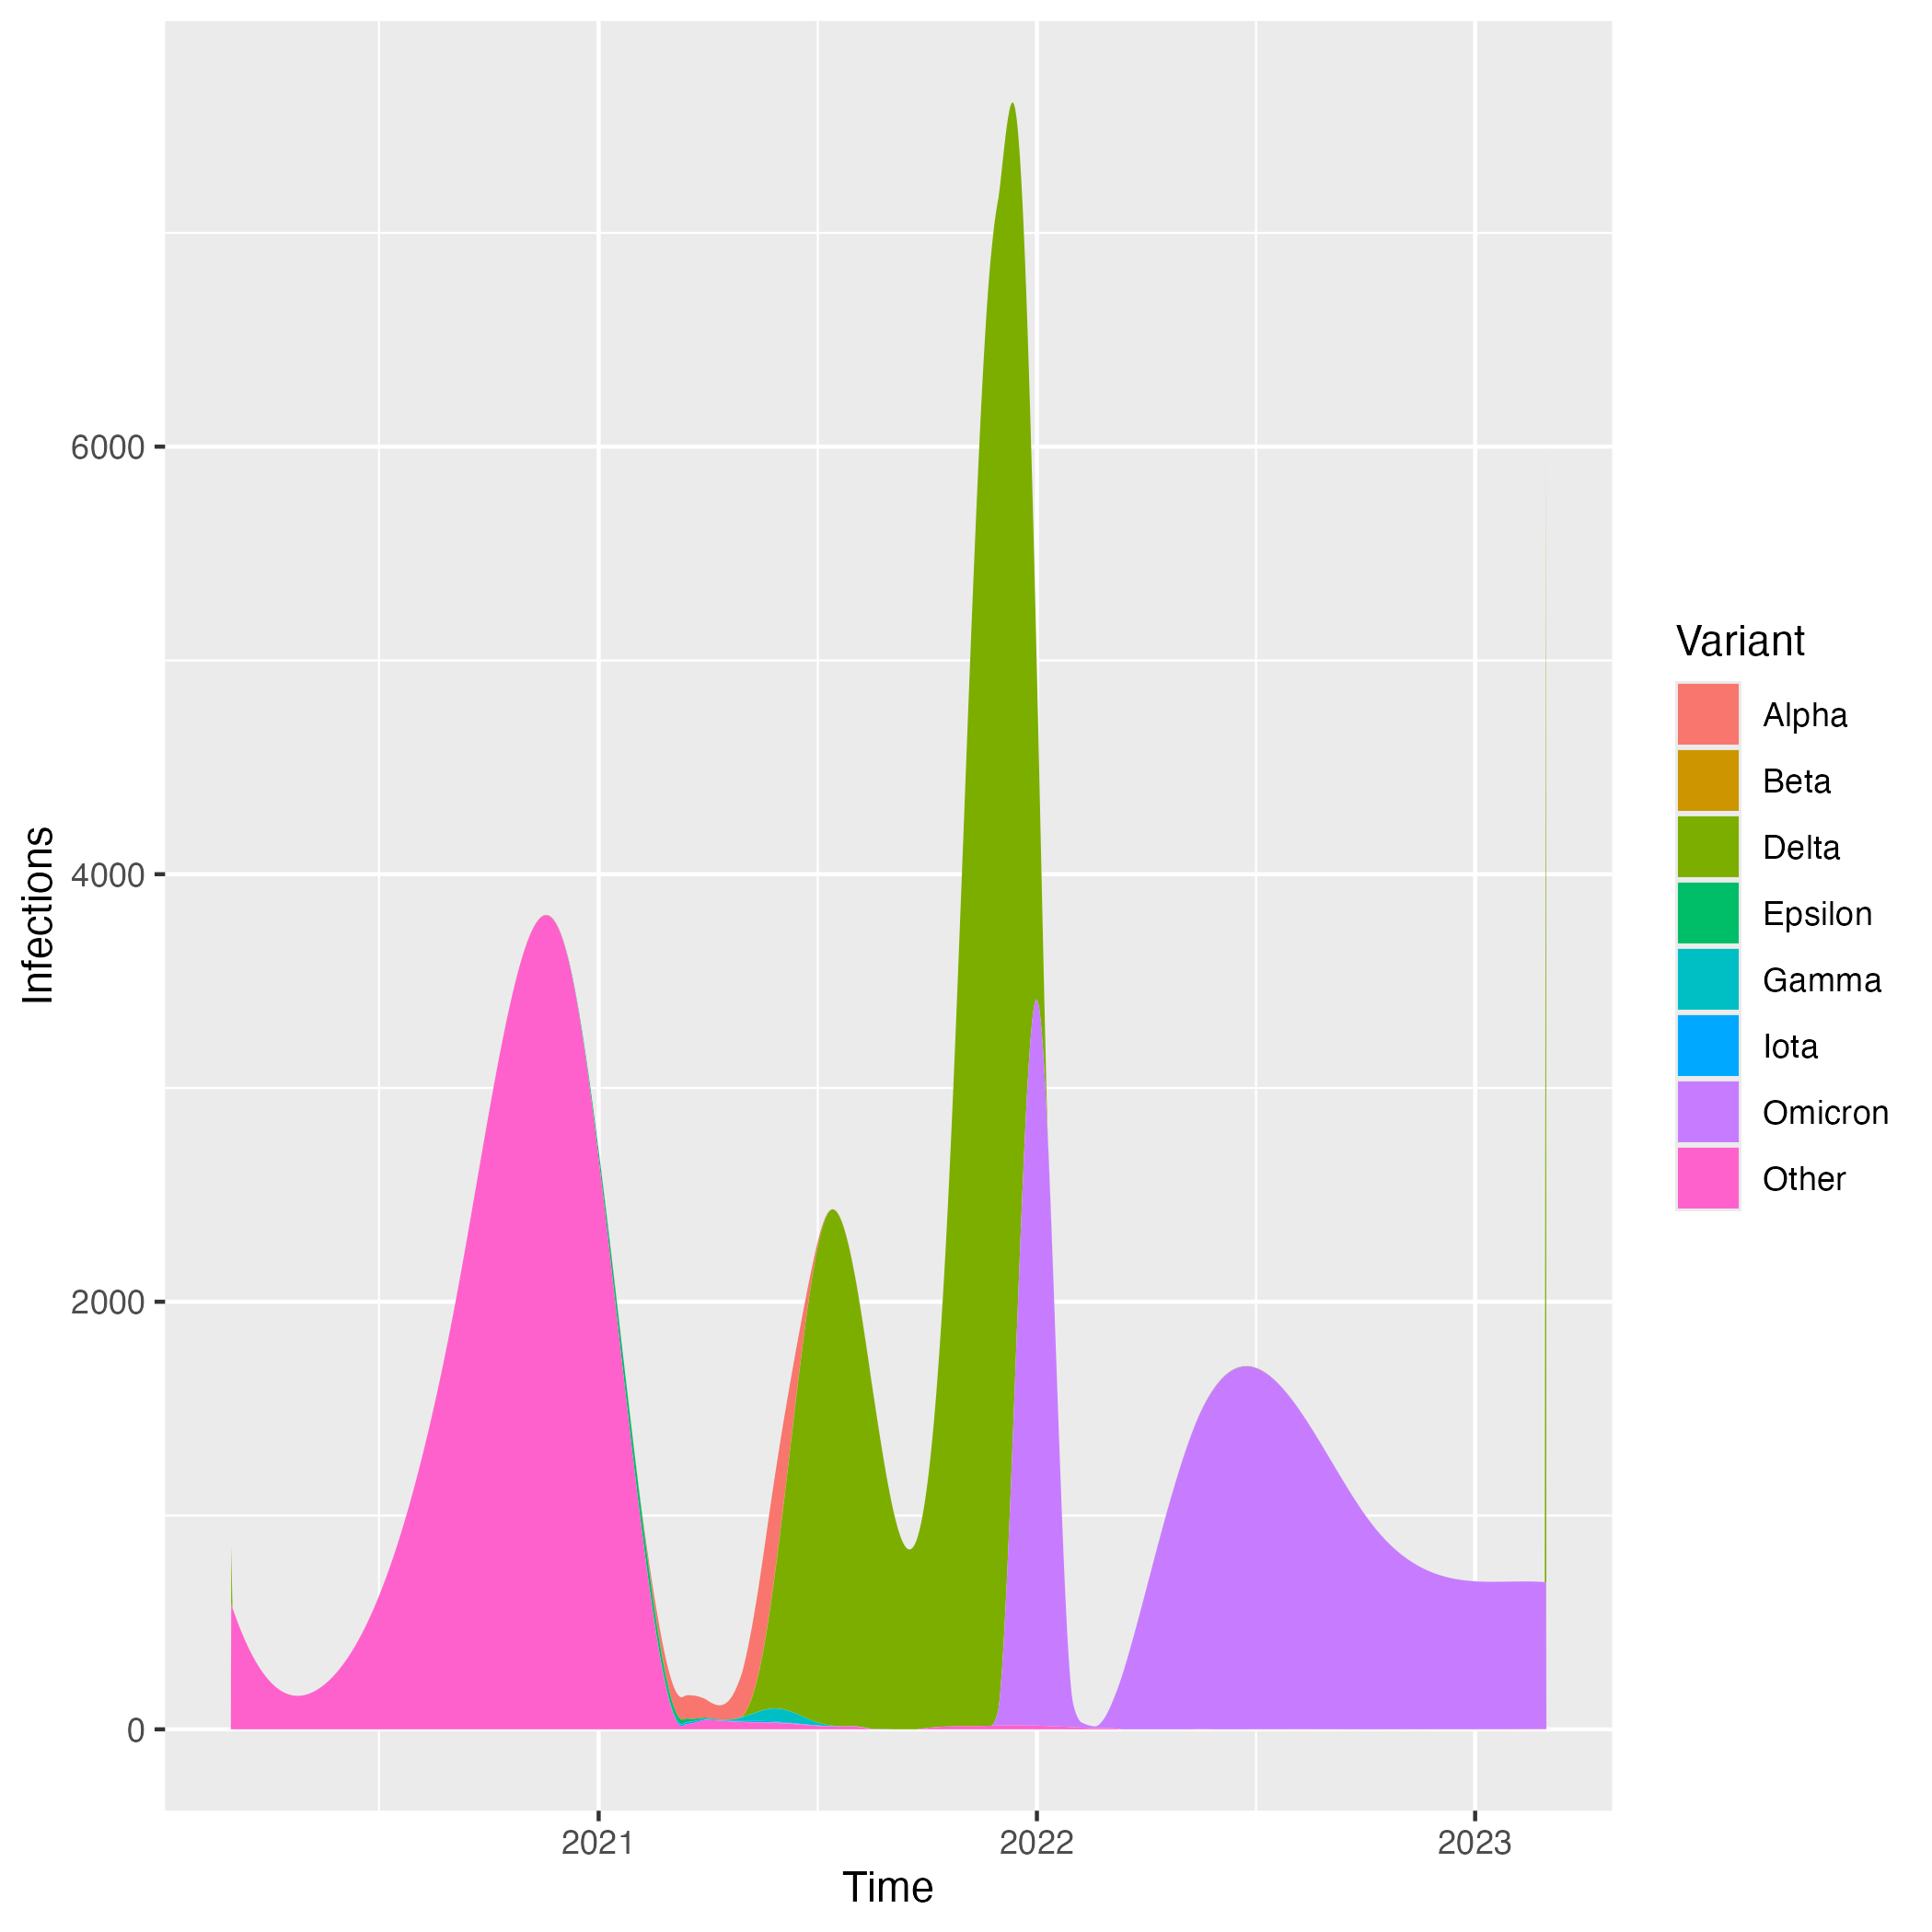 Infections
6000
4000
2000
0
2021
2022
2023
Time
Variant
Alpha
Beta
Delta
Epsilon
Gamma
Iota
Omicron
Other